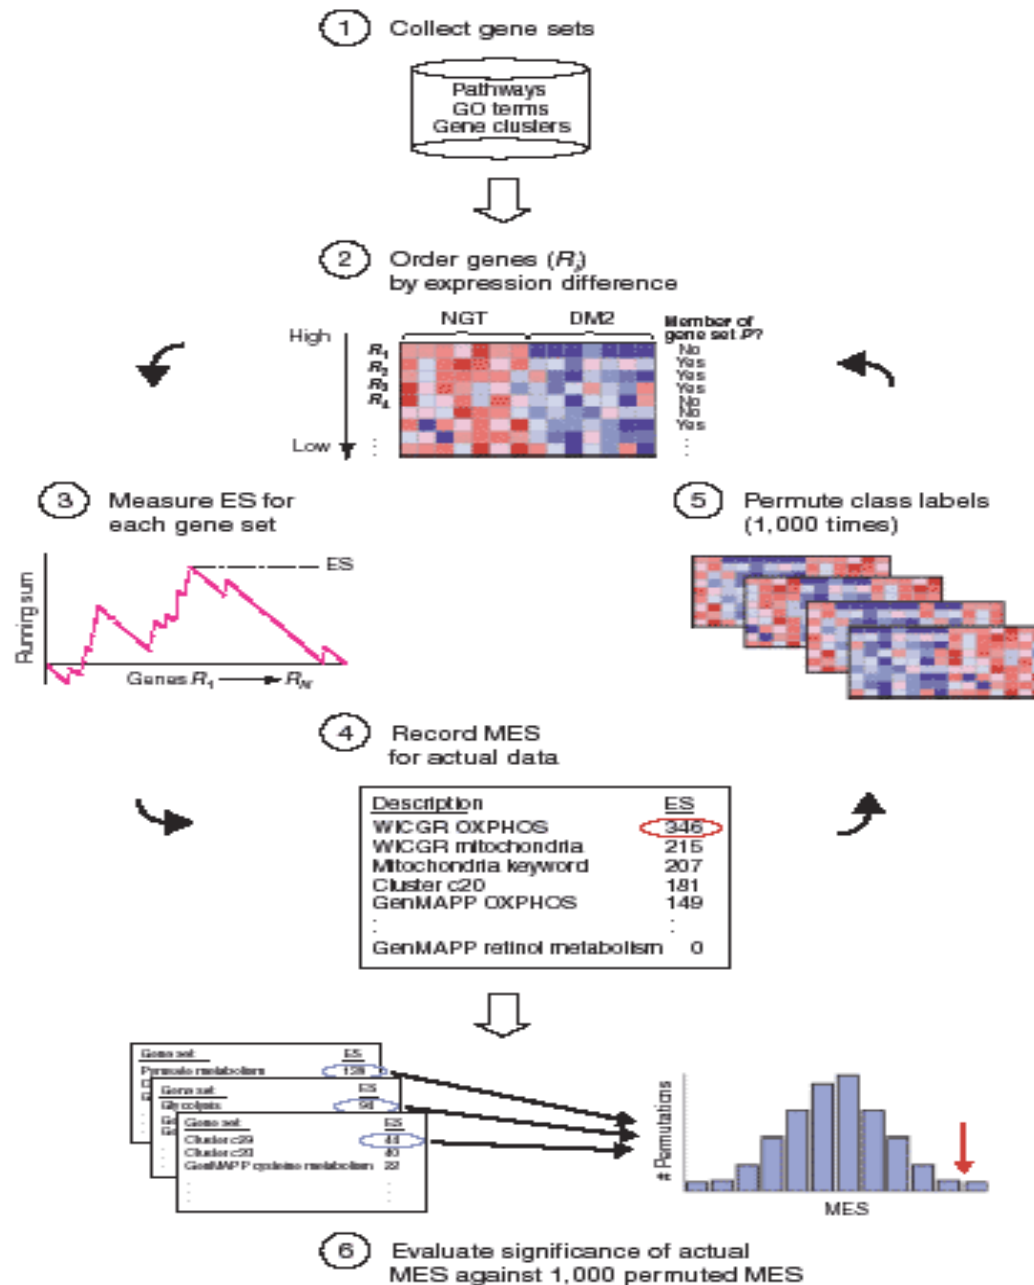 1 Collect gene sets
Pathways
GO terms
Gene clusters
2 Order genes (Rj)
by expression difference
NGT DM2
Member of
gene set P?
High
R1 No
R2 Yes
Yes
R3 Yes
R4 No
No
Yes
Low
3 Measure ES for
each gene set
ES
Running sum
Genes R1 RN
5 Permute class labels
(1,000 times)
4 Record MES
for actual data
Description ES
WICGR OXPHOS 346
WICGR mitochondria 215
Mitochondria keyword 207
Cluster c20 181
GenMAPP OXPHOS 149
GenMAPP retinol metabolism 0
Gene set ES
metabolism
Gene set ES
Glycolysis
Gene set ES
Cluster c29 44
Cluster c23 40
GenMAPP cysteine metabolism 22
# Permutations
MES
6 Evaluate significance of actual
MES against 1,000 permuted MES